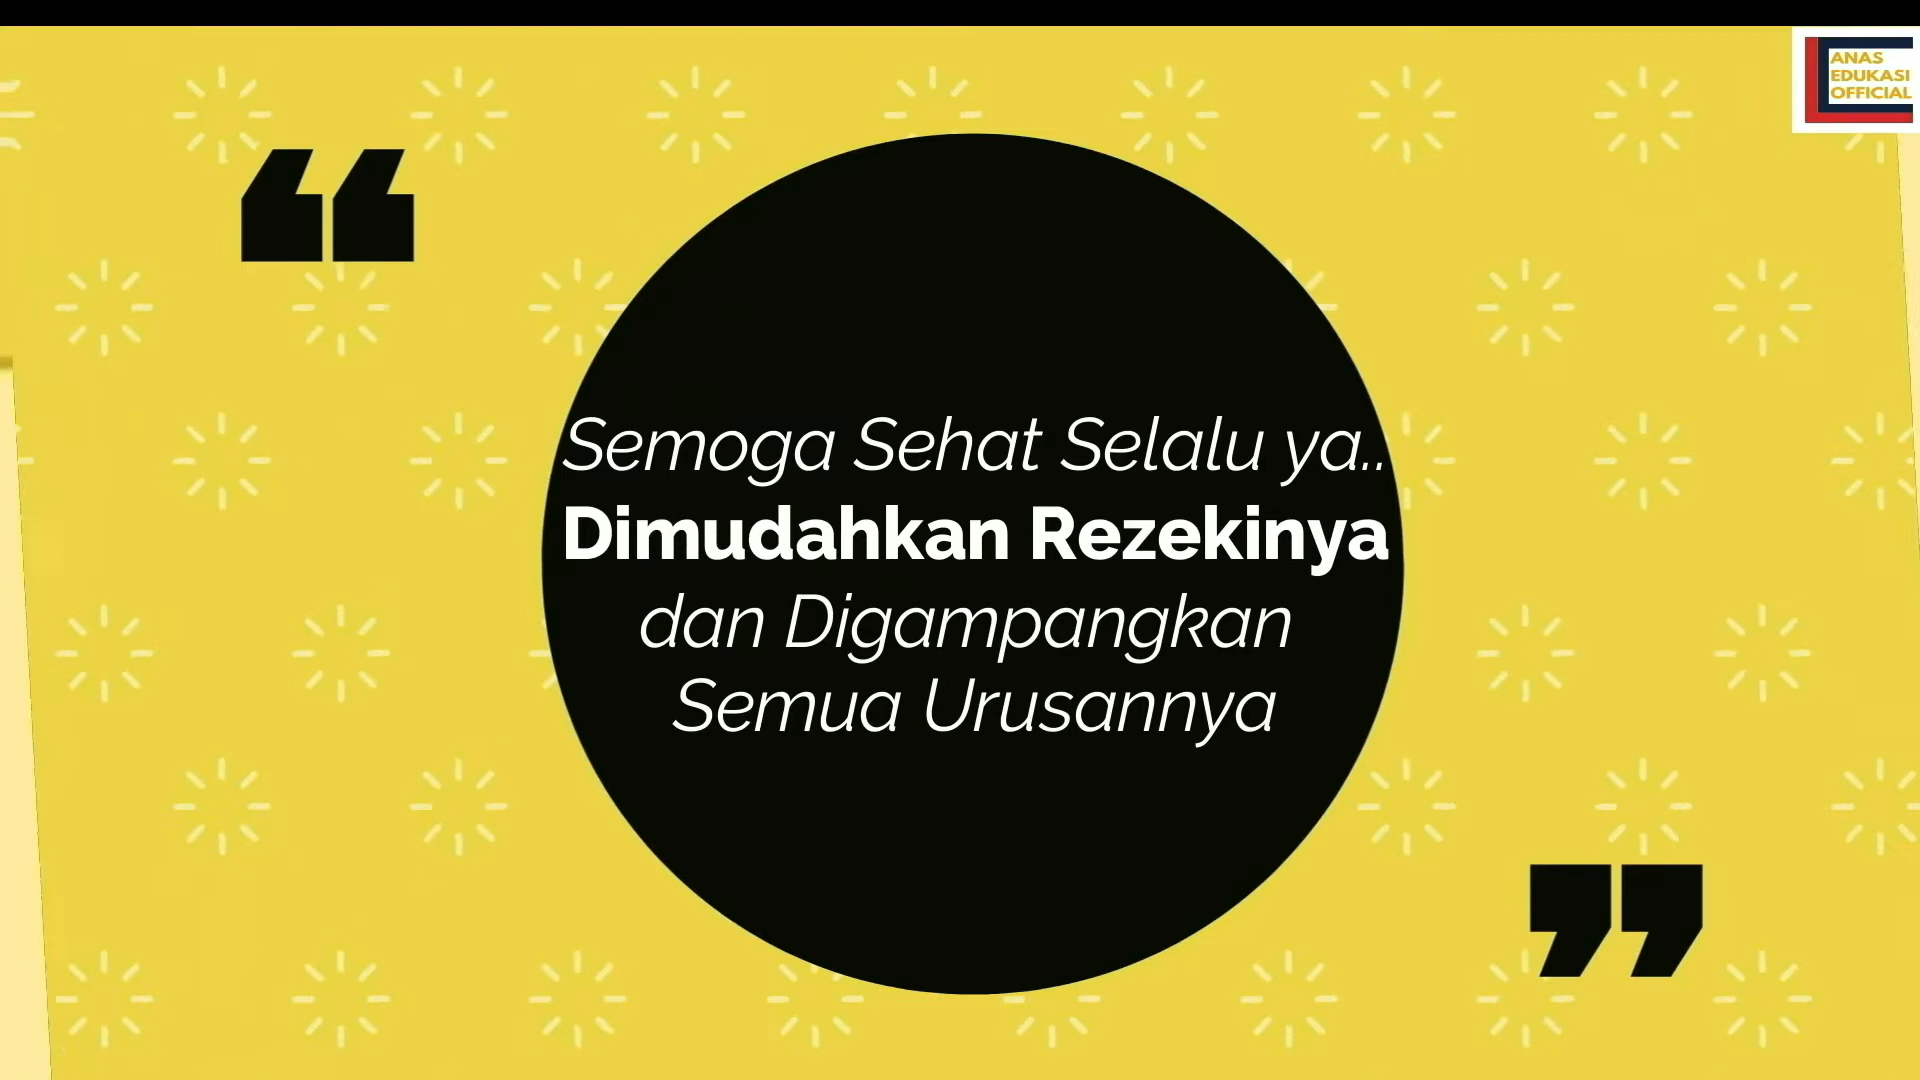 ANAS
EDUKASI
OFFICIAL
Semoga Sehat Selalu ya..
Dimudahkan Rezekinya
dan Digampangkan
Semua Urusannya